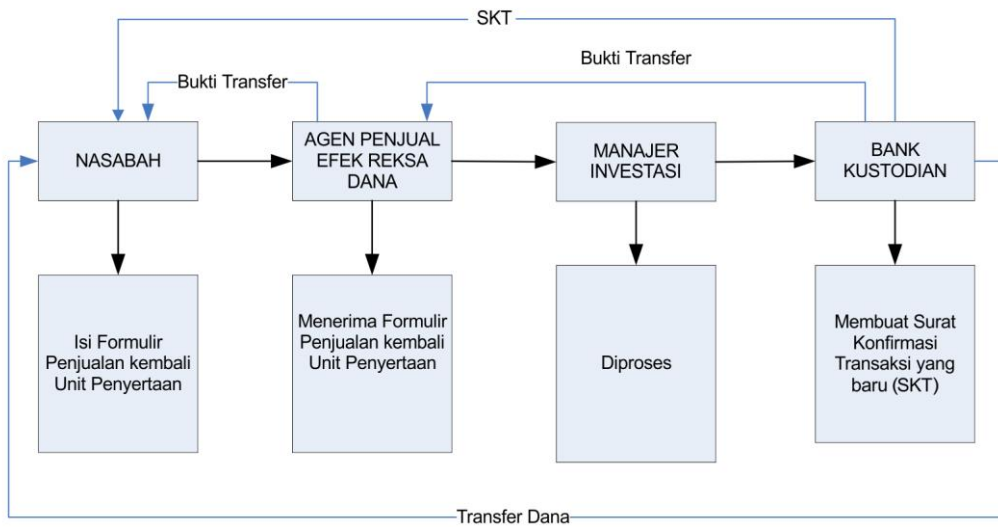 SKT
Bukti Transfer
Bukti Transfer
NASABAH
AGEN PENJUAL
EFEK REKSA
DANA
MANAJER
INVESTASI
BANK
KUSTODIAN
Isi Formulir
Penjualan kembali
Unit Penyertaan
Menerima Formulir
Penjualan kembali
Unit Penyertaan
Diproses
Membuat Surat
Konfirmasi
Transaksi yang
baru (SKT)
Transfer Dana